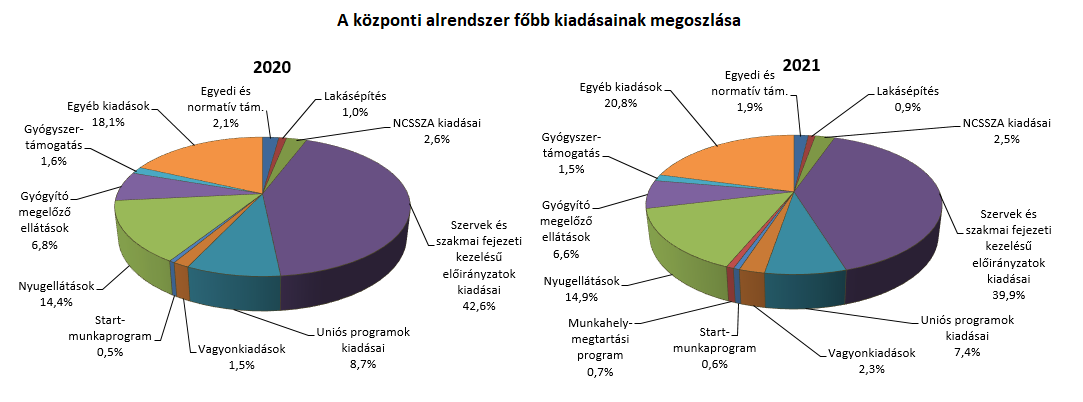 A központi alrendszer főbb kiadásainak megoszlása
2020
Egyedi és
normatív tám.
2,1%
Lakásépítés
1,0%
NCSSZA kiadásai
2,6%
Szervek és
szakmai fejezeti
kezelésű
előirányzatok
kiadásai
42,6%
Uniós programok
kiadásai
8,7%
Vagyonkiadások
1,5%
Start-
munkaprogram
0,5%
Nyugellátások
14,4%
Gyógyító
megelőző
ellátások
6,8%
Gyógyszer-
támogatás
1,6%
Egyéb kiadások
18,1%
2021
Egyedi és
normatív tám.
1,9%
Lakásépítés
0,9%
NCSSZA kiadásai
2,5%
Szervek és
szakmai fejezeti
kezelésű
előirányzatok
kiadásai
39,9%
Uniós programok
kiadásai
7,4%
Vagyonkiadások
2,3%
Start-
munkaprogram
0,6%
Munkahely-
megtartási
program
0,7%
Nyugellátások
14,9%
Gyógyító
megelőző
ellátások
6,6%
Gyógyszer-
támogatás
1,5%
Egyéb kiadások
20,8%